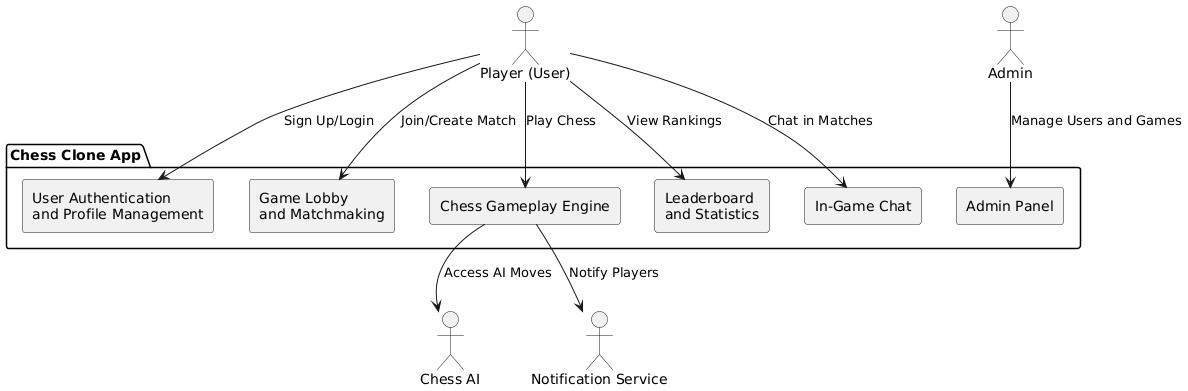 Player (User)
Admin
Sign Up/Login
Join/Create Match
Play Chess
View Rankings
Chat in Matches
Manage Users and Games
Chess Clone App
User Authentication
and Profile Management
Game Lobby
and Matchmaking
Chess Gameplay Engine
Leaderboard
and Statistics
In-Game Chat
Admin Panel
Access AI Moves
Notify Players
Chess AI
Notification Service